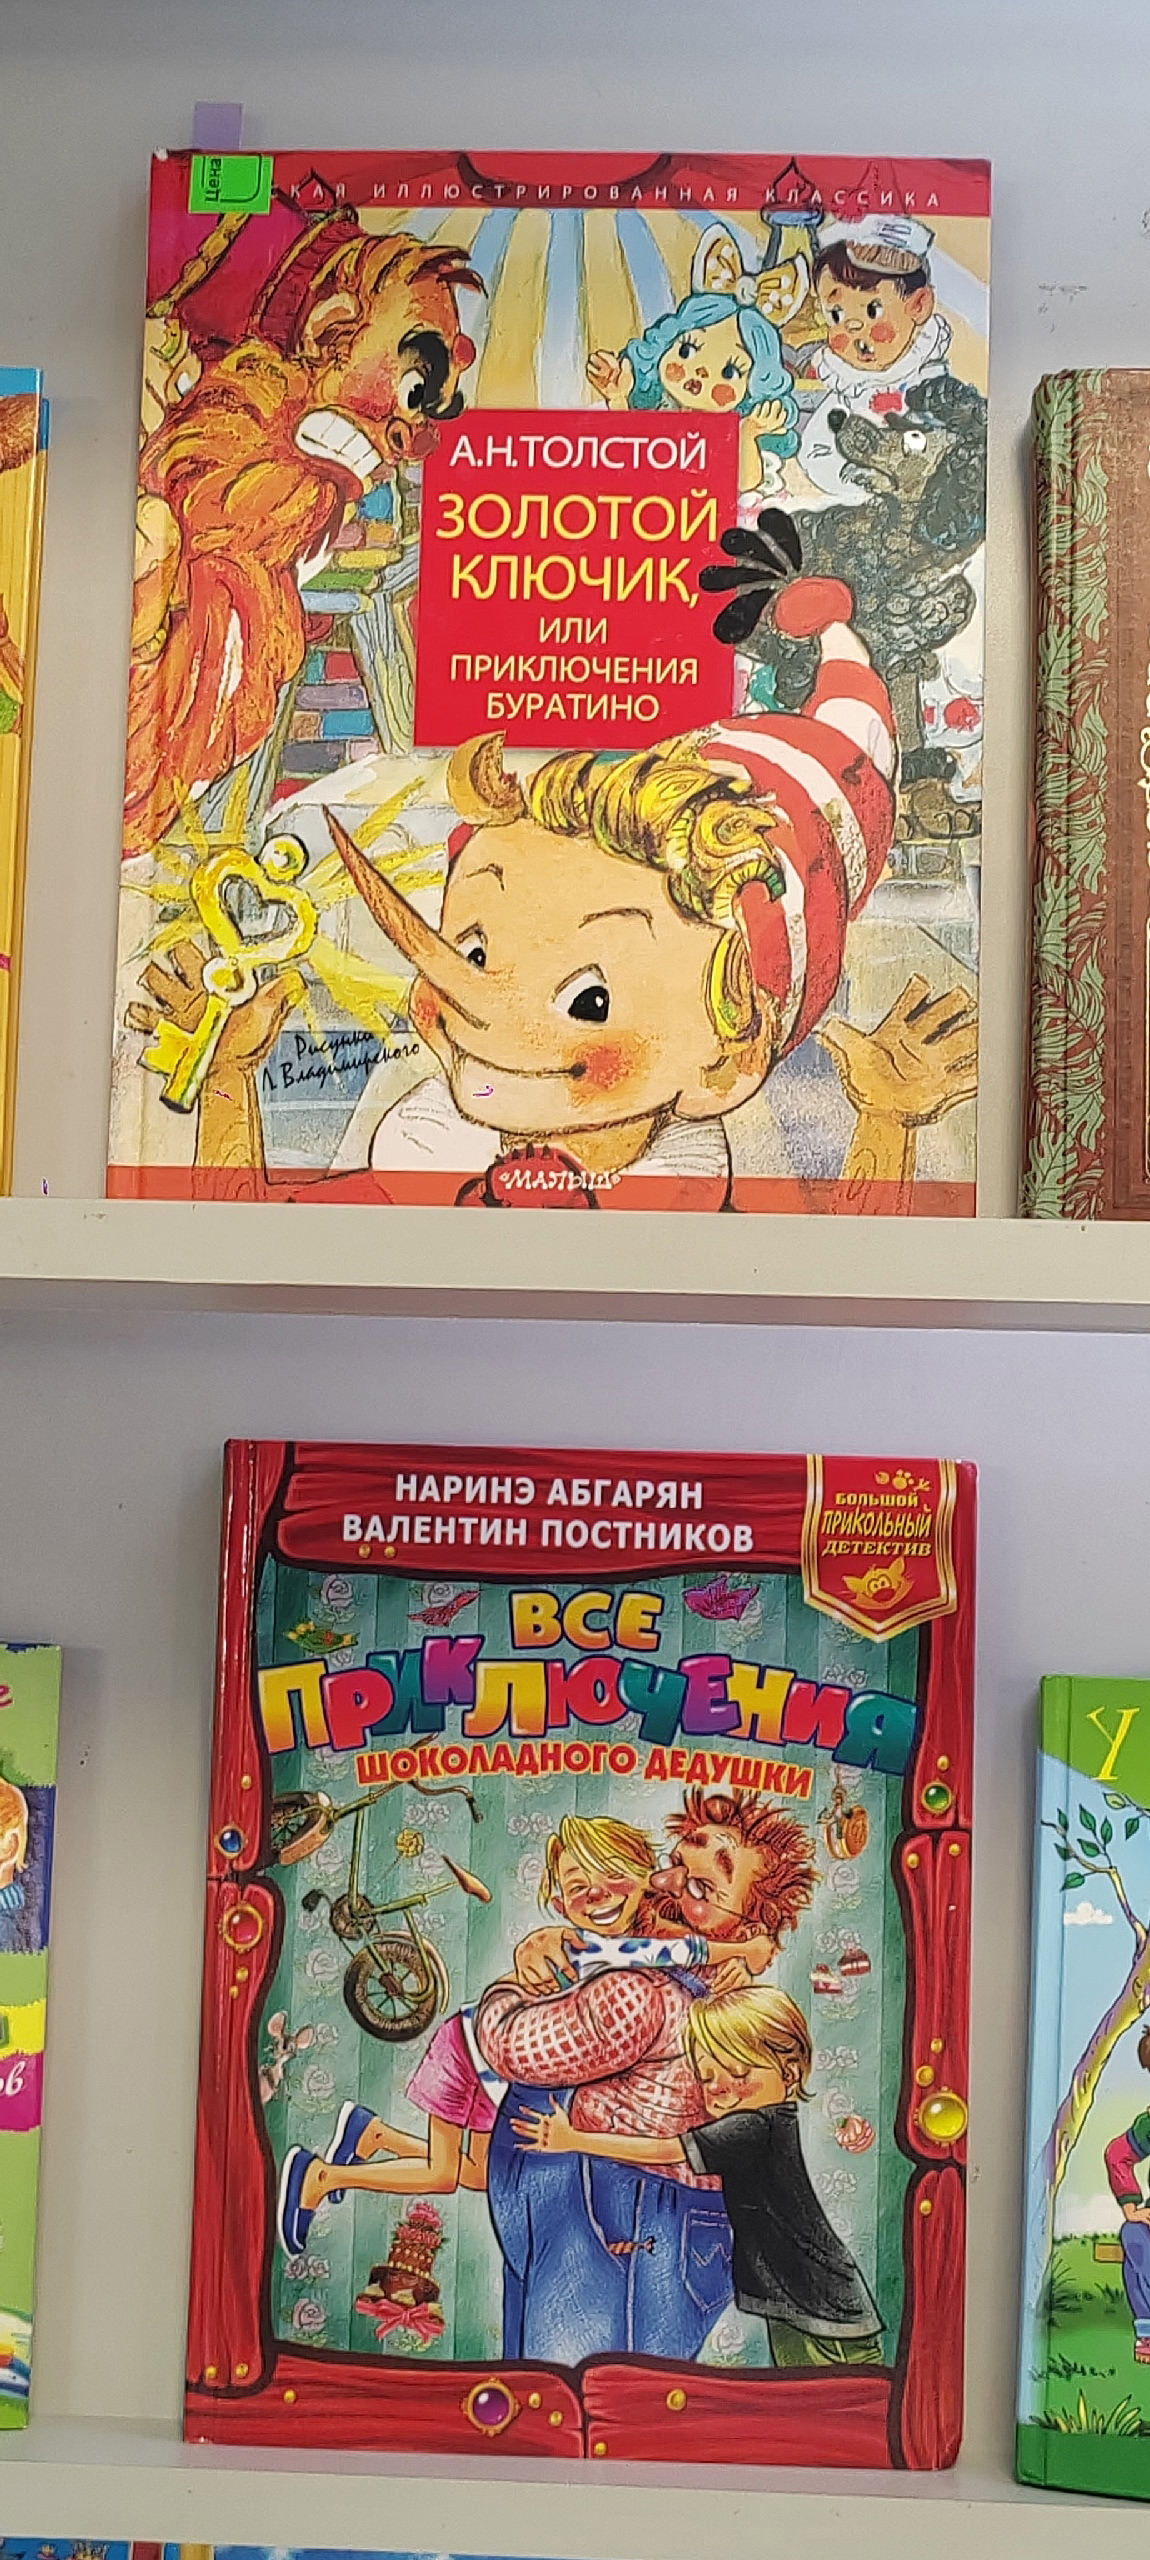 Цена
КАЯ ИЛЛЮСТРИРОВАННАЯ КЛАССИКА
А.Н.ТОЛСТОЙ
ЗОЛОТОЙ
КЛЮЧИК,
ИЛИ
ПРИКЛЮЧЕНИЯ
БУРАТИНО
Рисунки
Л. Владимирского
«МАЛЫШ»
НАРИНЭ АБГАРЯН
ВАЛЕНТИН ПОСТНИКОВ
БОЛЬШОЙ
ПРИКОЛЬНЫЙ
ДЕТЕКТИВ
ВСЕ
ПРИКЛЮЧЕНИЯ
ШОКОЛАДНОГО ДЕДУШКИ
У